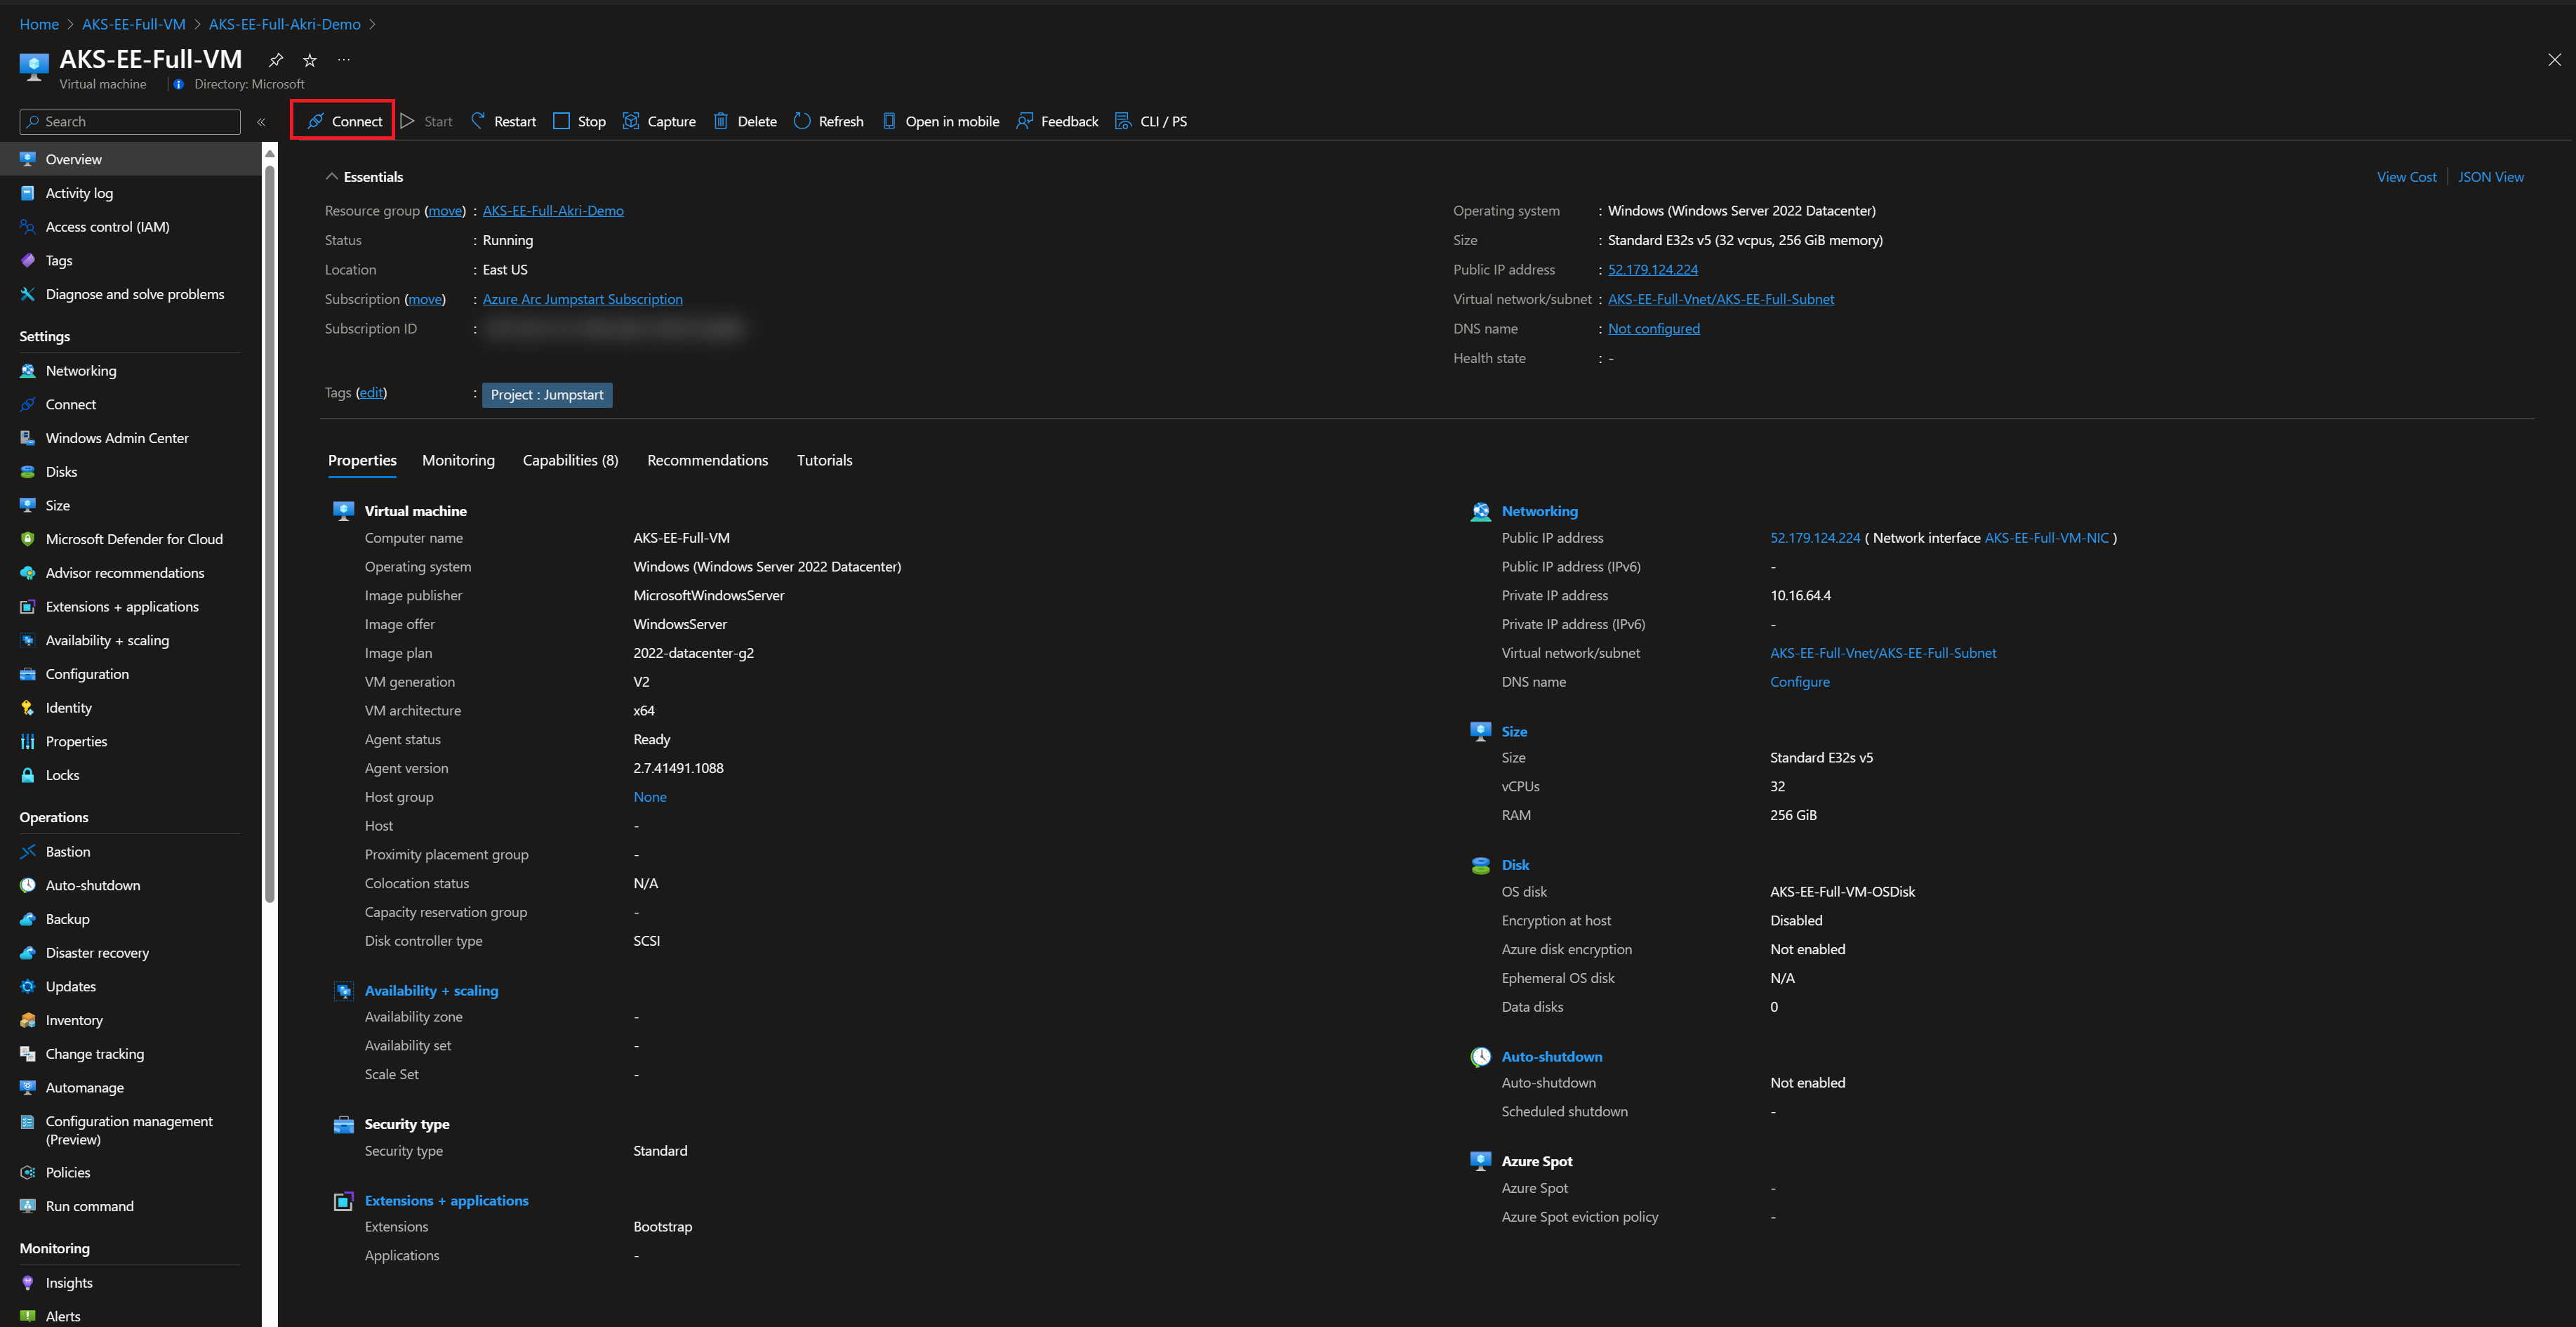 Home > AKS-EE-Full-VM > AKS-EE-Full-Akri-Demo >
AKS-EE-Full-VM ...
Virtual machine | Directory: Microsoft
Search «
Connect Start Restart Stop Capture Delete Refresh Open in mobile Feedback CLI / PS
Overview
Activity log
Access control (IAM)
Tags
Diagnose and solve problems
Settings
Networking
Connect
Windows Admin Center
Disks
Size
Microsoft Defender for Cloud
Advisor recommendations
Extensions + applications
Availability + scaling
Configuration
Identity
Properties
Locks
Operations
Bastion
Auto-shutdown
Backup
Disaster recovery
Updates
Inventory
Change tracking
Automanage
Configuration management
(Preview)
Policies
Run command
Monitoring
Insights
Alerts
Essentials
View Cost | JSON View
Resource group (move) : AKS-EE-Full-Akri-Demo
Status : Running
Location : East US
Subscription (move) : Azure Arc Jumpstart Subscription
Subscription ID :
Tags (edit) : Project : Jumpstart
Operating system : Windows (Windows Server 2022 Datacenter)
Size : Standard E32s v5 (32 vcpus, 256 GiB memory)
Public IP address : 52.179.124.224
Virtual network/subnet : AKS-EE-Full-Vnet/AKS-EE-Full-Subnet
DNS name : Not configured
Health state : -
Properties Monitoring Capabilities (8) Recommendations Tutorials
Virtual machine
Computer name AKS-EE-Full-VM
Operating system Windows (Windows Server 2022 Datacenter)
Image publisher MicrosoftWindowsServer
Image offer WindowsServer
Image plan 2022-datacenter-g2
VM generation V2
VM architecture x64
Agent status Ready
Agent version 2.7.41491.1088
Host group None
Host -
Proximity placement group -
Colocation status N/A
Capacity reservation group -
Disk controller type SCSI
Availability + scaling
Availability zone -
Availability set -
Scale Set -
Security type
Security type Standard
Extensions + applications
Extensions Bootstrap
Applications -
Networking
Public IP address 52.179.124.224 ( Network interface AKS-EE-Full-VM-NIC )
Public IP address (IPv6) -
Private IP address 10.16.64.4
Private IP address (IPv6) -
Virtual network/subnet AKS-EE-Full-Vnet/AKS-EE-Full-Subnet
DNS name Configure
Size
Size Standard E32s v5
vCPUs 32
RAM 256 GiB
Disk
OS disk AKS-EE-Full-VM-OSDisk
Encryption at host Disabled
Azure disk encryption Not enabled
Ephemeral OS disk N/A
Data disks 0
Auto-shutdown
Auto-shutdown Not enabled
Scheduled shutdown -
Azure Spot
Azure Spot -
Azure Spot eviction policy -